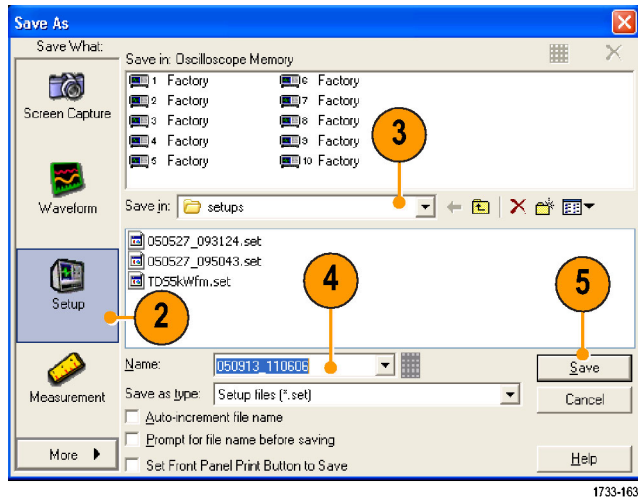 Save As
Save What:
Screen Capture
Waveform
Setup
Measurement
More
Save in: Oscilloscope Memory
1 Factory
2 Factory
3 Factory
4 Factory
5 Factory
6 Factory
7 Factory
8 Factory
9 Factory
10 Factory
3
Save in: setups
050527_093124.set
050527_095043.set
TDS5kWfm.set
2
4
5
Name: 050913_110606
Save as type: Setup files (*.set)
Auto-increment file name
Prompt for file name before saving
Set Front Panel Print Button to Save
Save
Cancel
Help
1733-163